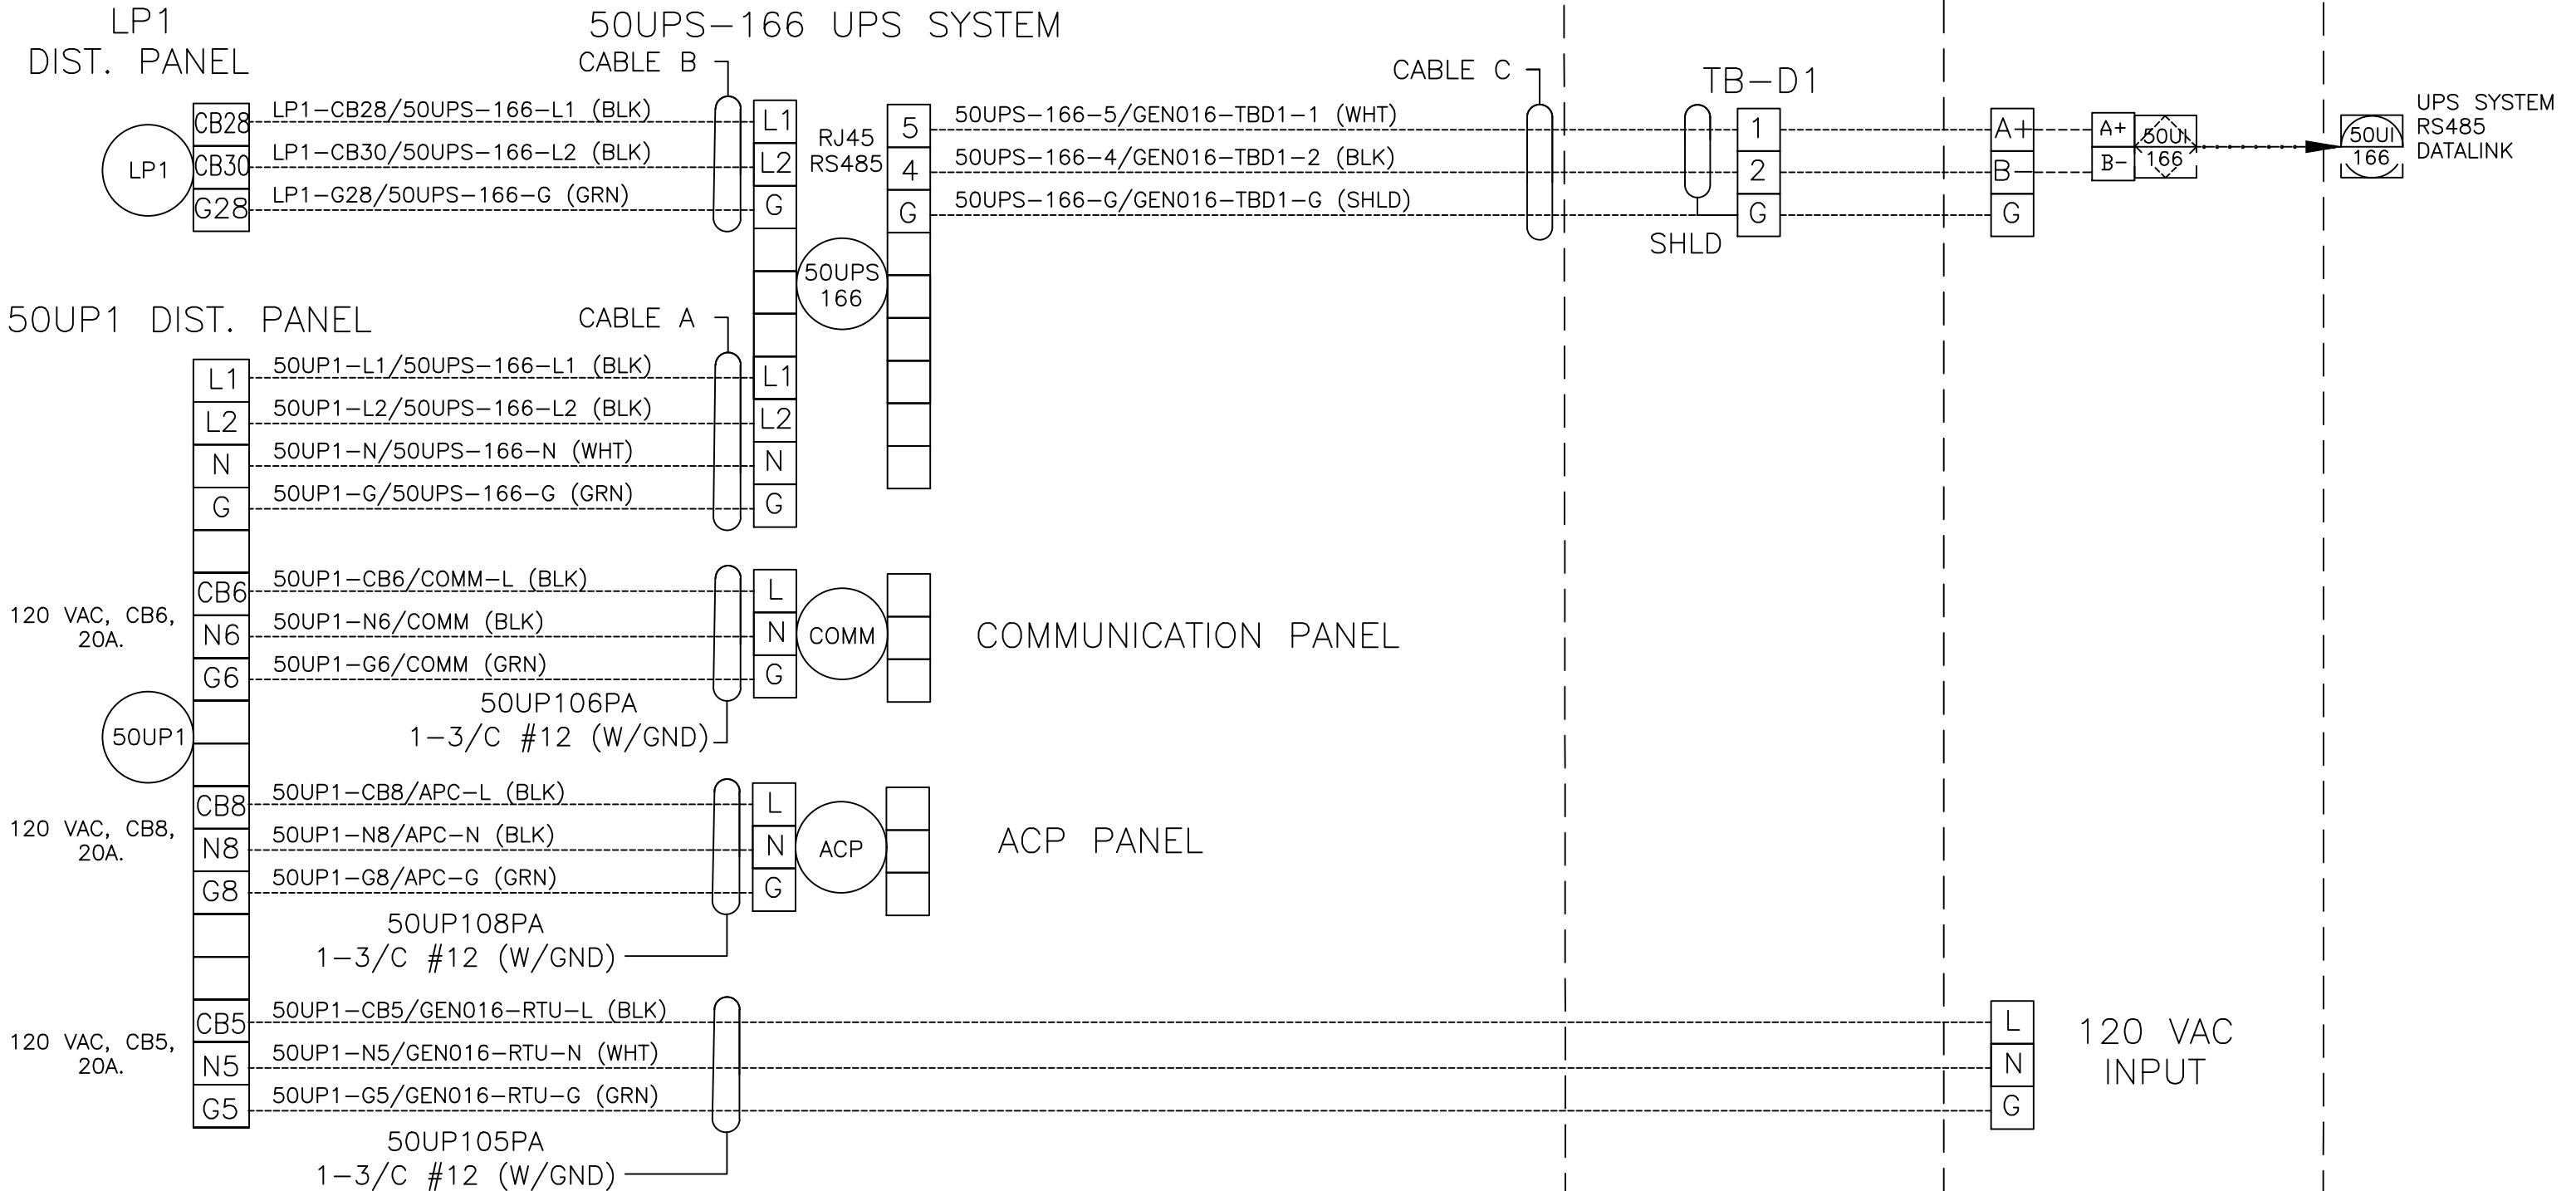 LP1
DIST. PANEL
50UPS-166 UPS SYSTEM
CABLE B
CABLE C
TB-D1
LP1
CB28
CB30
G28
LP1-CB28/50UPS-166-L1 (BLK)
LP1-CB30/50UPS-166-L2 (BLK)
LP1-G28/50UPS-166-G (GRN)
L1
L2
G
RJ45
RS485
5
4
G
50UPS
166
50UPS-166-5/GEN016-TBD1-1 (WHT)
50UPS-166-4/GEN016-TBD1-2 (BLK)
50UPS-166-G/GEN016-TBD1-G (SHLD)
SHLD
1
2
G
A+
B-
G
A+
B-
50UI
166
50UI
166
UPS SYSTEM
RS485
DATALINK
50UP1 DIST. PANEL
CABLE A
L1
L2
N
G
50UP1-L1/50UPS-166-L1 (BLK)
50UP1-L2/50UPS-166-L2 (BLK)
50UP1-N/50UPS-166-N (WHT)
50UP1-G/50UPS-166-G (GRN)
L1
L2
N
G
120 VAC, CB6,
20A.
CB6
N6
G6
50UP1-CB6/COMM-L (BLK)
50UP1-N6/COMM (BLK)
50UP1-G6/COMM (GRN)
L
N
G
COMM
COMMUNICATION PANEL
50UP106PA
1-3/C #12 (W/GND)
50UP1
120 VAC, CB8,
20A.
CB8
N8
G8
50UP1-CB8/APC-L (BLK)
50UP1-N8/APC-N (BLK)
50UP1-G8/APC-G (GRN)
L
N
G
ACP
ACP PANEL
50UP108PA
1-3/C #12 (W/GND)
120 VAC, CB5,
20A.
CB5
N5
G5
50UP1-CB5/GEN016-RTU-L (BLK)
50UP1-N5/GEN016-RTU-N (WHT)
50UP1-G5/GEN016-RTU-G (GRN)
L
N
G
120 VAC
INPUT
50UP105PA
1-3/C #12 (W/GND)